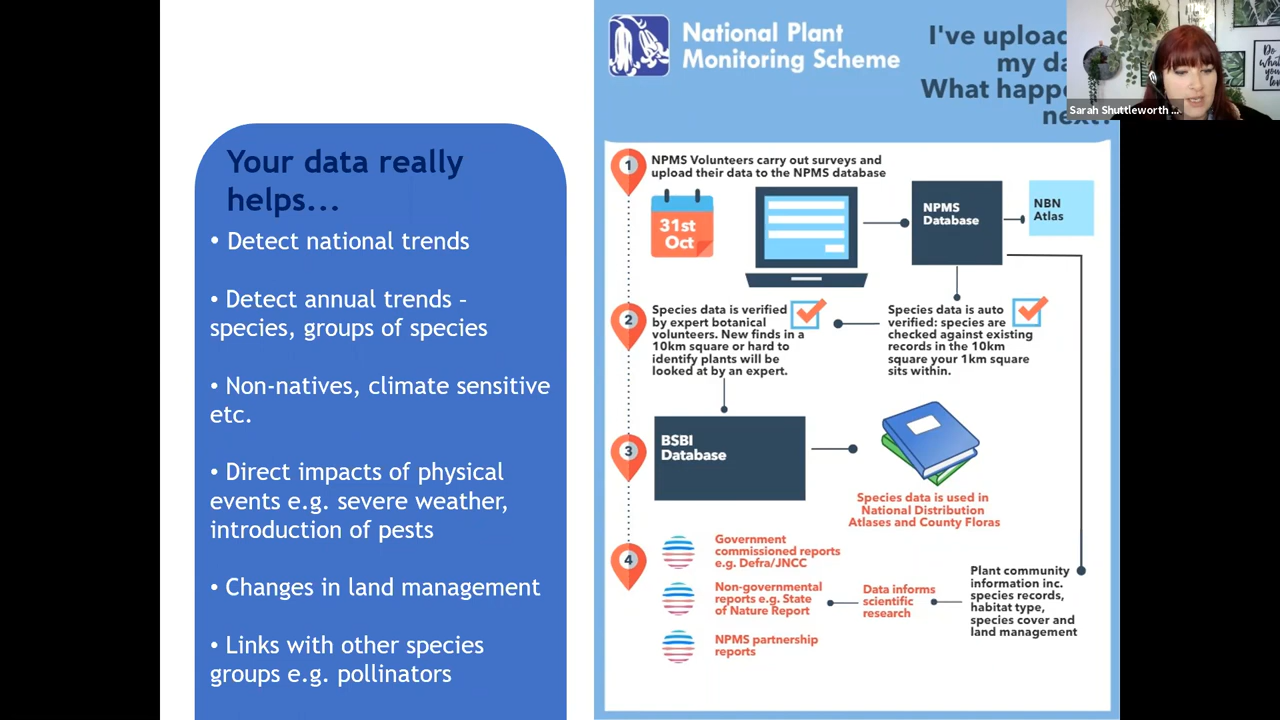 Your data really
helps...
• Detect national trends
• Detect annual trends –
species, groups of species
• Non-natives, climate sensitive
etc.
• Direct impacts of physical
events e.g. severe weather,
introduction of pests
• Changes in land management
• Links with other species
groups e.g. pollinators
National Plant
Monitoring Scheme
I've
my
What
Sarah Shuttleworth ...
1
NPMS Volunteers carry out surveys and
upload their data to the NPMS database
31st
Oct
NPMS
Database
NBN
Atlas
2
Species data is verified
by expert botanical
volunteers. New finds in a
10km square or hard to
identify plants will be
looked at by an expert.
Species data is auto
verified: species are
checked against existing
records in the 10km
square your 1km square
sits within.
3
BSBI
Database
Species data is used in
National Distribution
Atlases and County Floras
4
Government
commissioned reports
e.g. Defra/JNCC
Non-governmental
reports e.g. State
of Nature Report
NPMS partnership
reports
Data informs
scientific
research
Plant community
information inc.
species records,
habitat type,
species cover and
land management